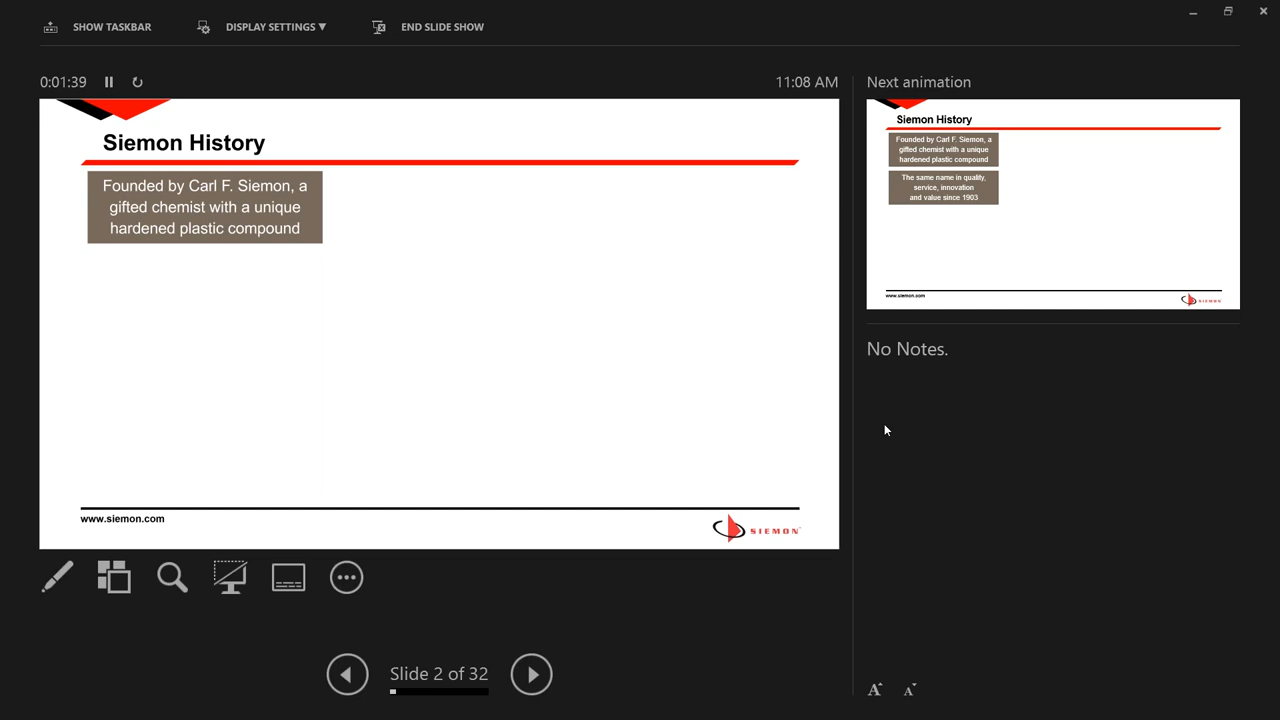 SHOW TASKBAR
DISPLAY SETTINGS ▼
END SLIDE SHOW
0:01:39
11:08 AM
Siemon History
Founded by Carl F. Siemon, a
gifted chemist with a unique
hardened plastic compound
www.siemon.com
SIEMON
Slide 2 of 32
Next animation
Siemon History
Founded by Carl F. Siemon, a
gifted chemist with a unique
hardened plastic compound
The same name in quality,
service, innovation
and value since 1903
www.siemon.com
SIEMON
No Notes.
A A